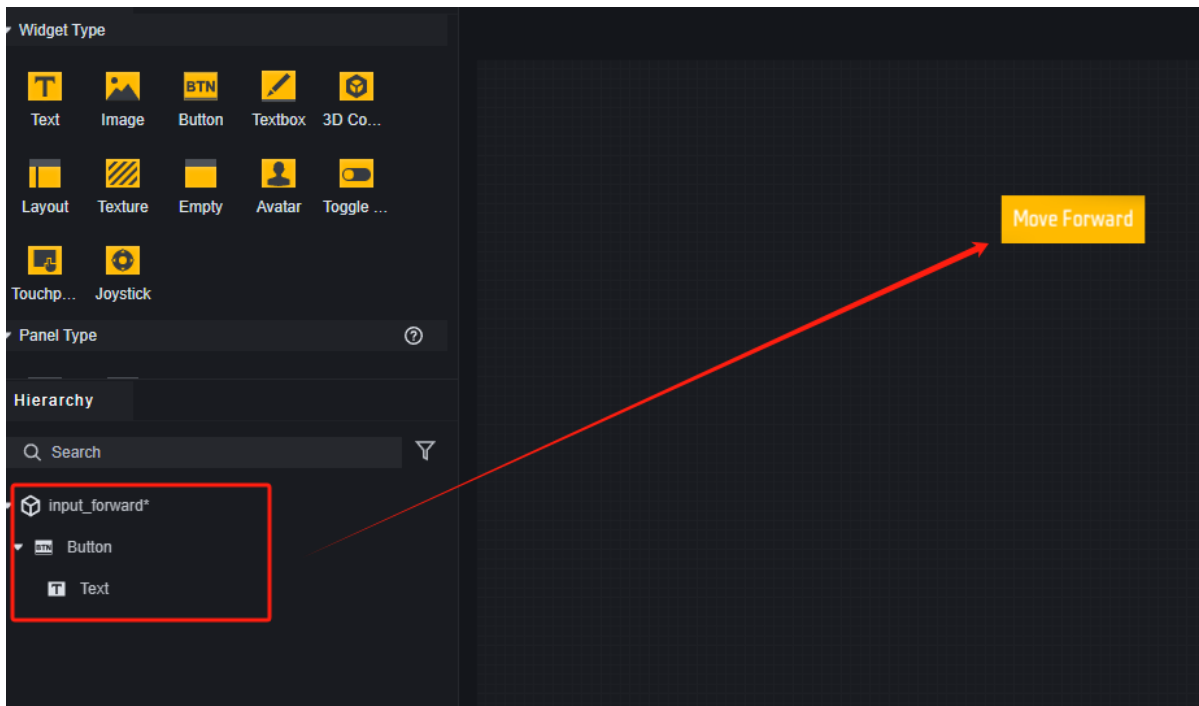 Widget Type
BTN
Text Image Button Textbox 3D Co...
Layout Texture Empty Avatar Toggle ...
Touchp... Joystick
Panel Type
Hierarchy
Search
input_forward*
BTN Button
T Text
Move Forward